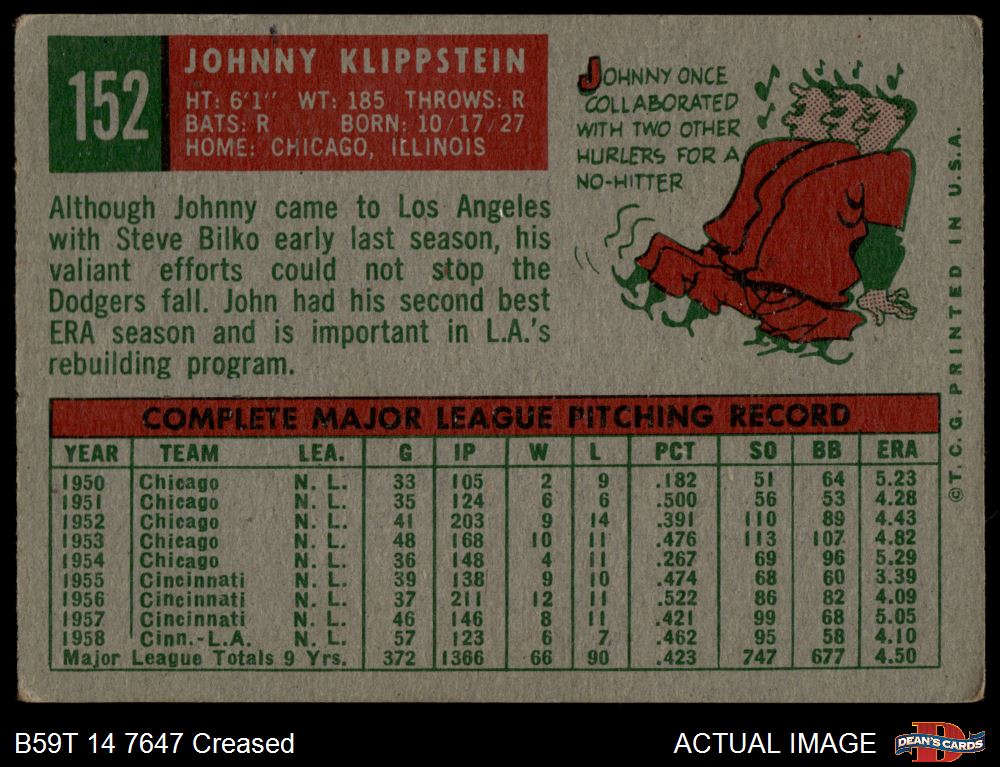 152
JOHNNY KLIPPSTEIN
HT: 6'1" WT: 185 THROWS: R
BATS: R BORN: 10/17/27
HOME: CHICAGO, ILLINOIS
JOHNNY ONCE
COLLABORATED
WITH TWO OTHER
HURLERS FOR A
NO-HITTER
Although Johnny came to Los Angeles
with Steve Bilko early last season, his
valiant efforts could not stop the
Dodgers fall. John had his second best
ERA season and is important in L.A.'s
rebuilding program.
COMPLETE MAJOR LEAGUE PITCHING RECORD
YEAR TEAM LEA. G IP W L PCT SO BB ERA
1950 Chicago N. L. 33 105 2 9 .182 51 64 5.23
1951 Chicago N. L. 35 124 6 6 .500 56 53 4.28
1952 Chicago N. L. 41 203 9 14 .391 110 89 4.43
1953 Chicago N. L. 48 168 10 11 .476 113 107 4.82
1954 Chicago N. L. 36 148 4 11 .267 69 96 5.29
1955 Cincinnati N. L. 39 138 9 10 .474 68 60 3.39
1956 Cincinnati N. L. 37 211 12 11 .522 86 82 4.09
1957 Cincinnati N. L. 46 146 8 11 .421 99 68 5.05
1958 Cinn.-L.A. N. L. 57 123 6 7 .462 95 58 4.10
Major League Totals 9 Yrs. 372 1366 66 90 .423 747 677 4.50
©T. C. G. PRINTED IN U.S.A.
B59T 14 7647 Creased
ACTUAL IMAGE
DEAN'S CARDS